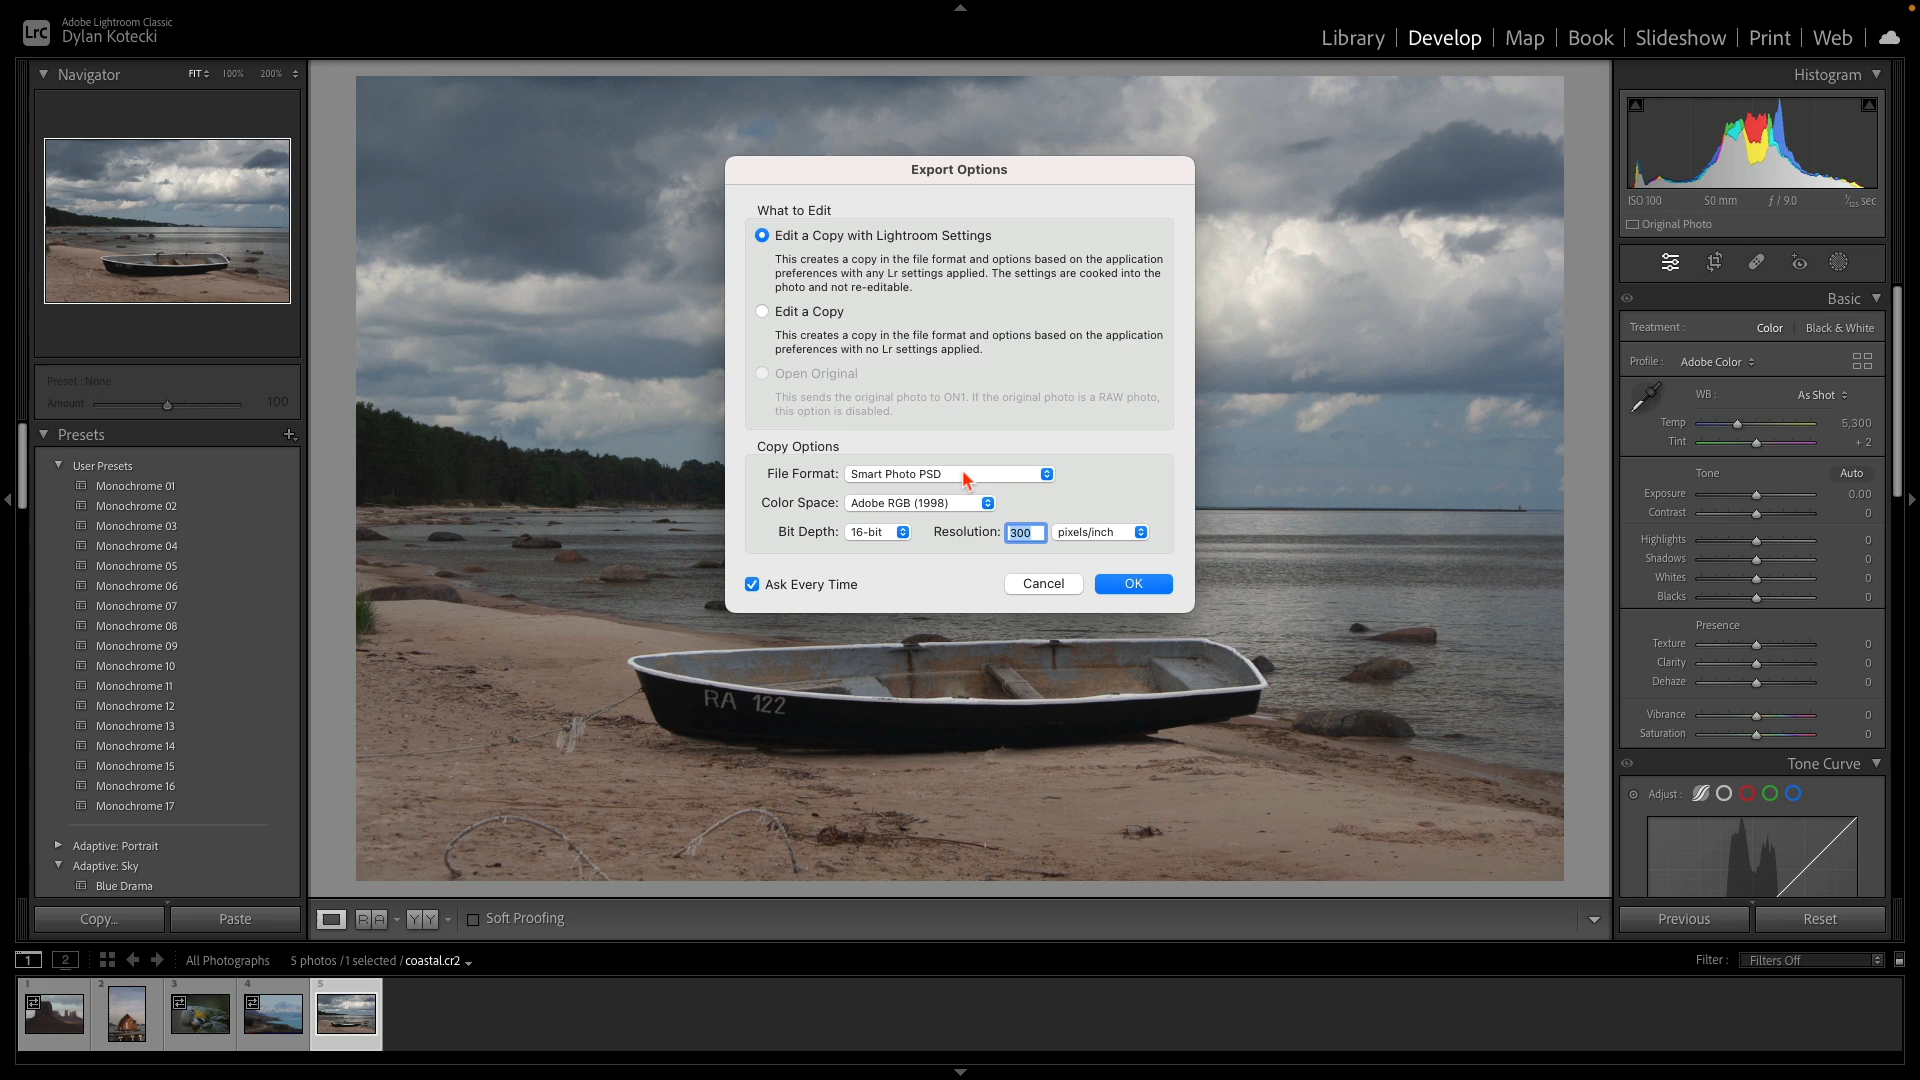 Adobe Lightroom Classic
LrC
Dylan Kotecki
Library | Develop | Map | Book | Slideshow | Print | Web
Navigator FIT 100% 200%
Preset : None
Amount 100
Presets
User Presets
Monochrome 01
Monochrome 02
Monochrome 03
Monochrome 04
Monochrome 05
Monochrome 06
Monochrome 07
Monochrome 08
Monochrome 09
Monochrome 10
Monochrome 11
Monochrome 12
Monochrome 13
Monochrome 14
Monochrome 15
Monochrome 16
Monochrome 17
Adaptive: Portrait
Adaptive: Sky
Blue Drama
Copy... Paste
Export Options
What to Edit
Edit a Copy with Lightroom Settings
This creates a copy in the file format and options based on the application
preferences with any Lr settings applied. The settings are cooked into the
photo and not re-editable.
Edit a Copy
This creates a copy in the file format and options based on the application
preferences with no Lr settings applied.
Open Original
This sends the original photo to ON1. If the original photo is a RAW photo,
this option is disabled.
Copy Options
File Format: Smart Photo PSD
Color Space: Adobe RGB (1998)
Bit Depth: 16-bit Resolution: 300 pixels/inch
Ask Every Time Cancel OK
RA 122
Soft Proofing
Histogram
ISO 100 50 mm ƒ / 9.0 1/125 sec
Original Photo
Basic
Treatment : Color | Black & White
Profile : Adobe Color
WB : As Shot
Temp 5,300
Tint + 2
Tone Auto
Exposure 0.00
Contrast 0
Highlights 0
Shadows 0
Whites 0
Blacks 0
Presence
Texture 0
Clarity 0
Dehaze 0
Vibrance 0
Saturation 0
Tone Curve
Adjust :
Previous Reset
1 2 All Photographs 5 photos / 1 selected / coastal.cr2 Filter : Filters Off
1 2 3 4 5